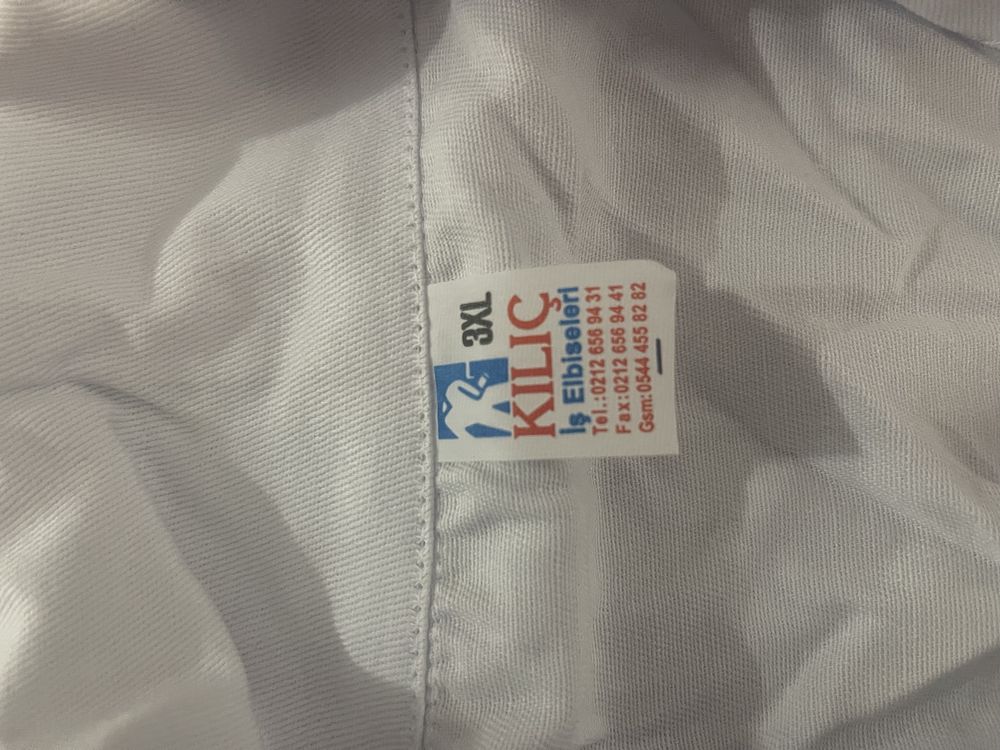 3XL
KILIÇ
İş Elbiseleri
Tel.:0212 656 94 31
Fax:0212 656 94 41
Gsm:0544 455 82 82